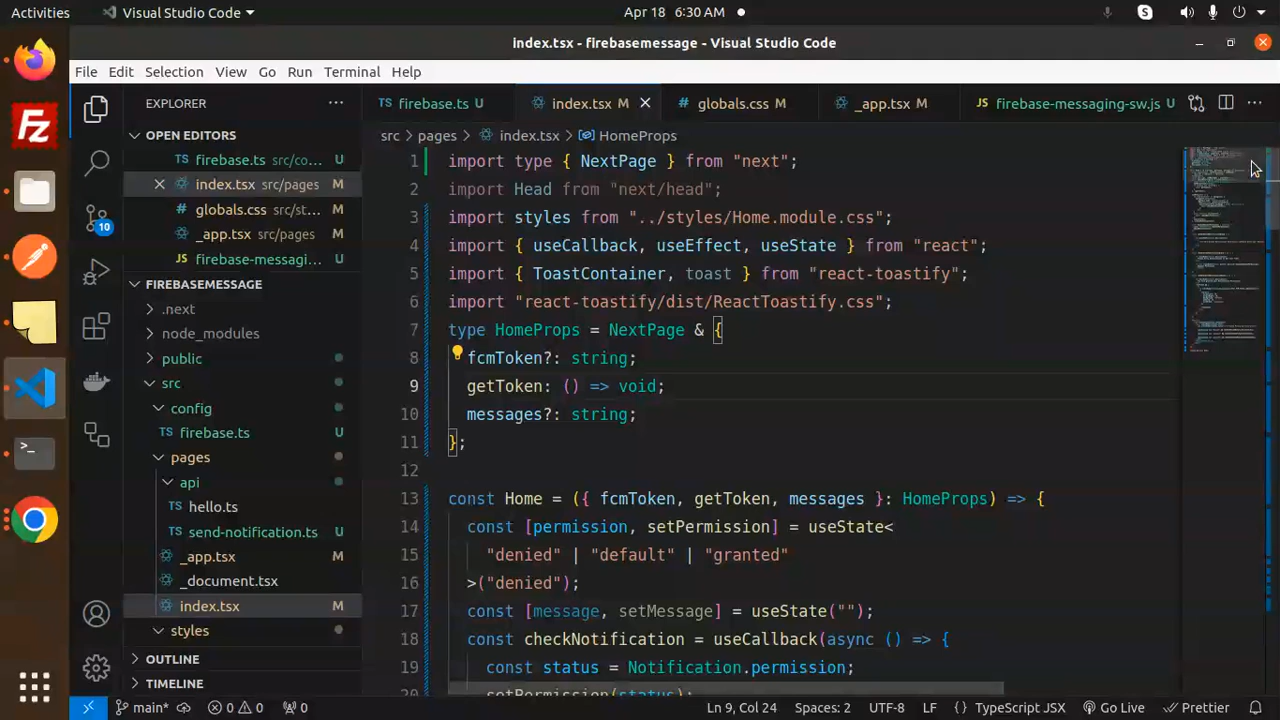 Activities
Visual Studio Code
Apr 18 6:30 AM
index.tsx - firebasemessage - Visual Studio Code
File Edit Selection View Go Run Terminal Help
EXPLORER
TS firebase.ts U
index.tsx M
# globals.css M
_app.tsx M
JS firebase-messaging-sw.js U
OPEN EDITORS
TS firebase.ts src/co... U
index.tsx src/pages M
# globals.css src/st... M
_app.tsx src/pages M
JS firebase-messagi... U
FIREBASEMESSAGE
.next
node_modules
public
src
config
TS firebase.ts U
pages
api
TS hello.ts
TS send-notification.ts U
_app.tsx M
_document.tsx
index.tsx M
styles
OUTLINE
TIMELINE
10
src > pages > index.tsx > HomeProps
1 import type { NextPage } from "next";
2 import Head from "next/head";
3 import styles from "../styles/Home.module.css";
4 import { useCallback, useEffect, useState } from "react";
5 import { ToastContainer, toast } from "react-toastify";
6 import "react-toastify/dist/ReactToastify.css";
7 type HomeProps = NextPage & {
8 fcmToken?: string;
9 getToken: () => void;
10 messages?: string;
11 };
12
13 const Home = ({ fcmToken, getToken, messages }: HomeProps) => {
14 const [permission, setPermission] = useState<
15 "denied" | "default" | "granted"
16 >("denied");
17 const [message, setMessage] = useState("");
18 const checkNotification = useCallback(async () => {
19 const status = Notification.permission;
20 setPermission(status);
main* 0 0 0 Ln 9, Col 24 Spaces: 2 UTF-8 LF {} TypeScript JSX Go Live Prettier